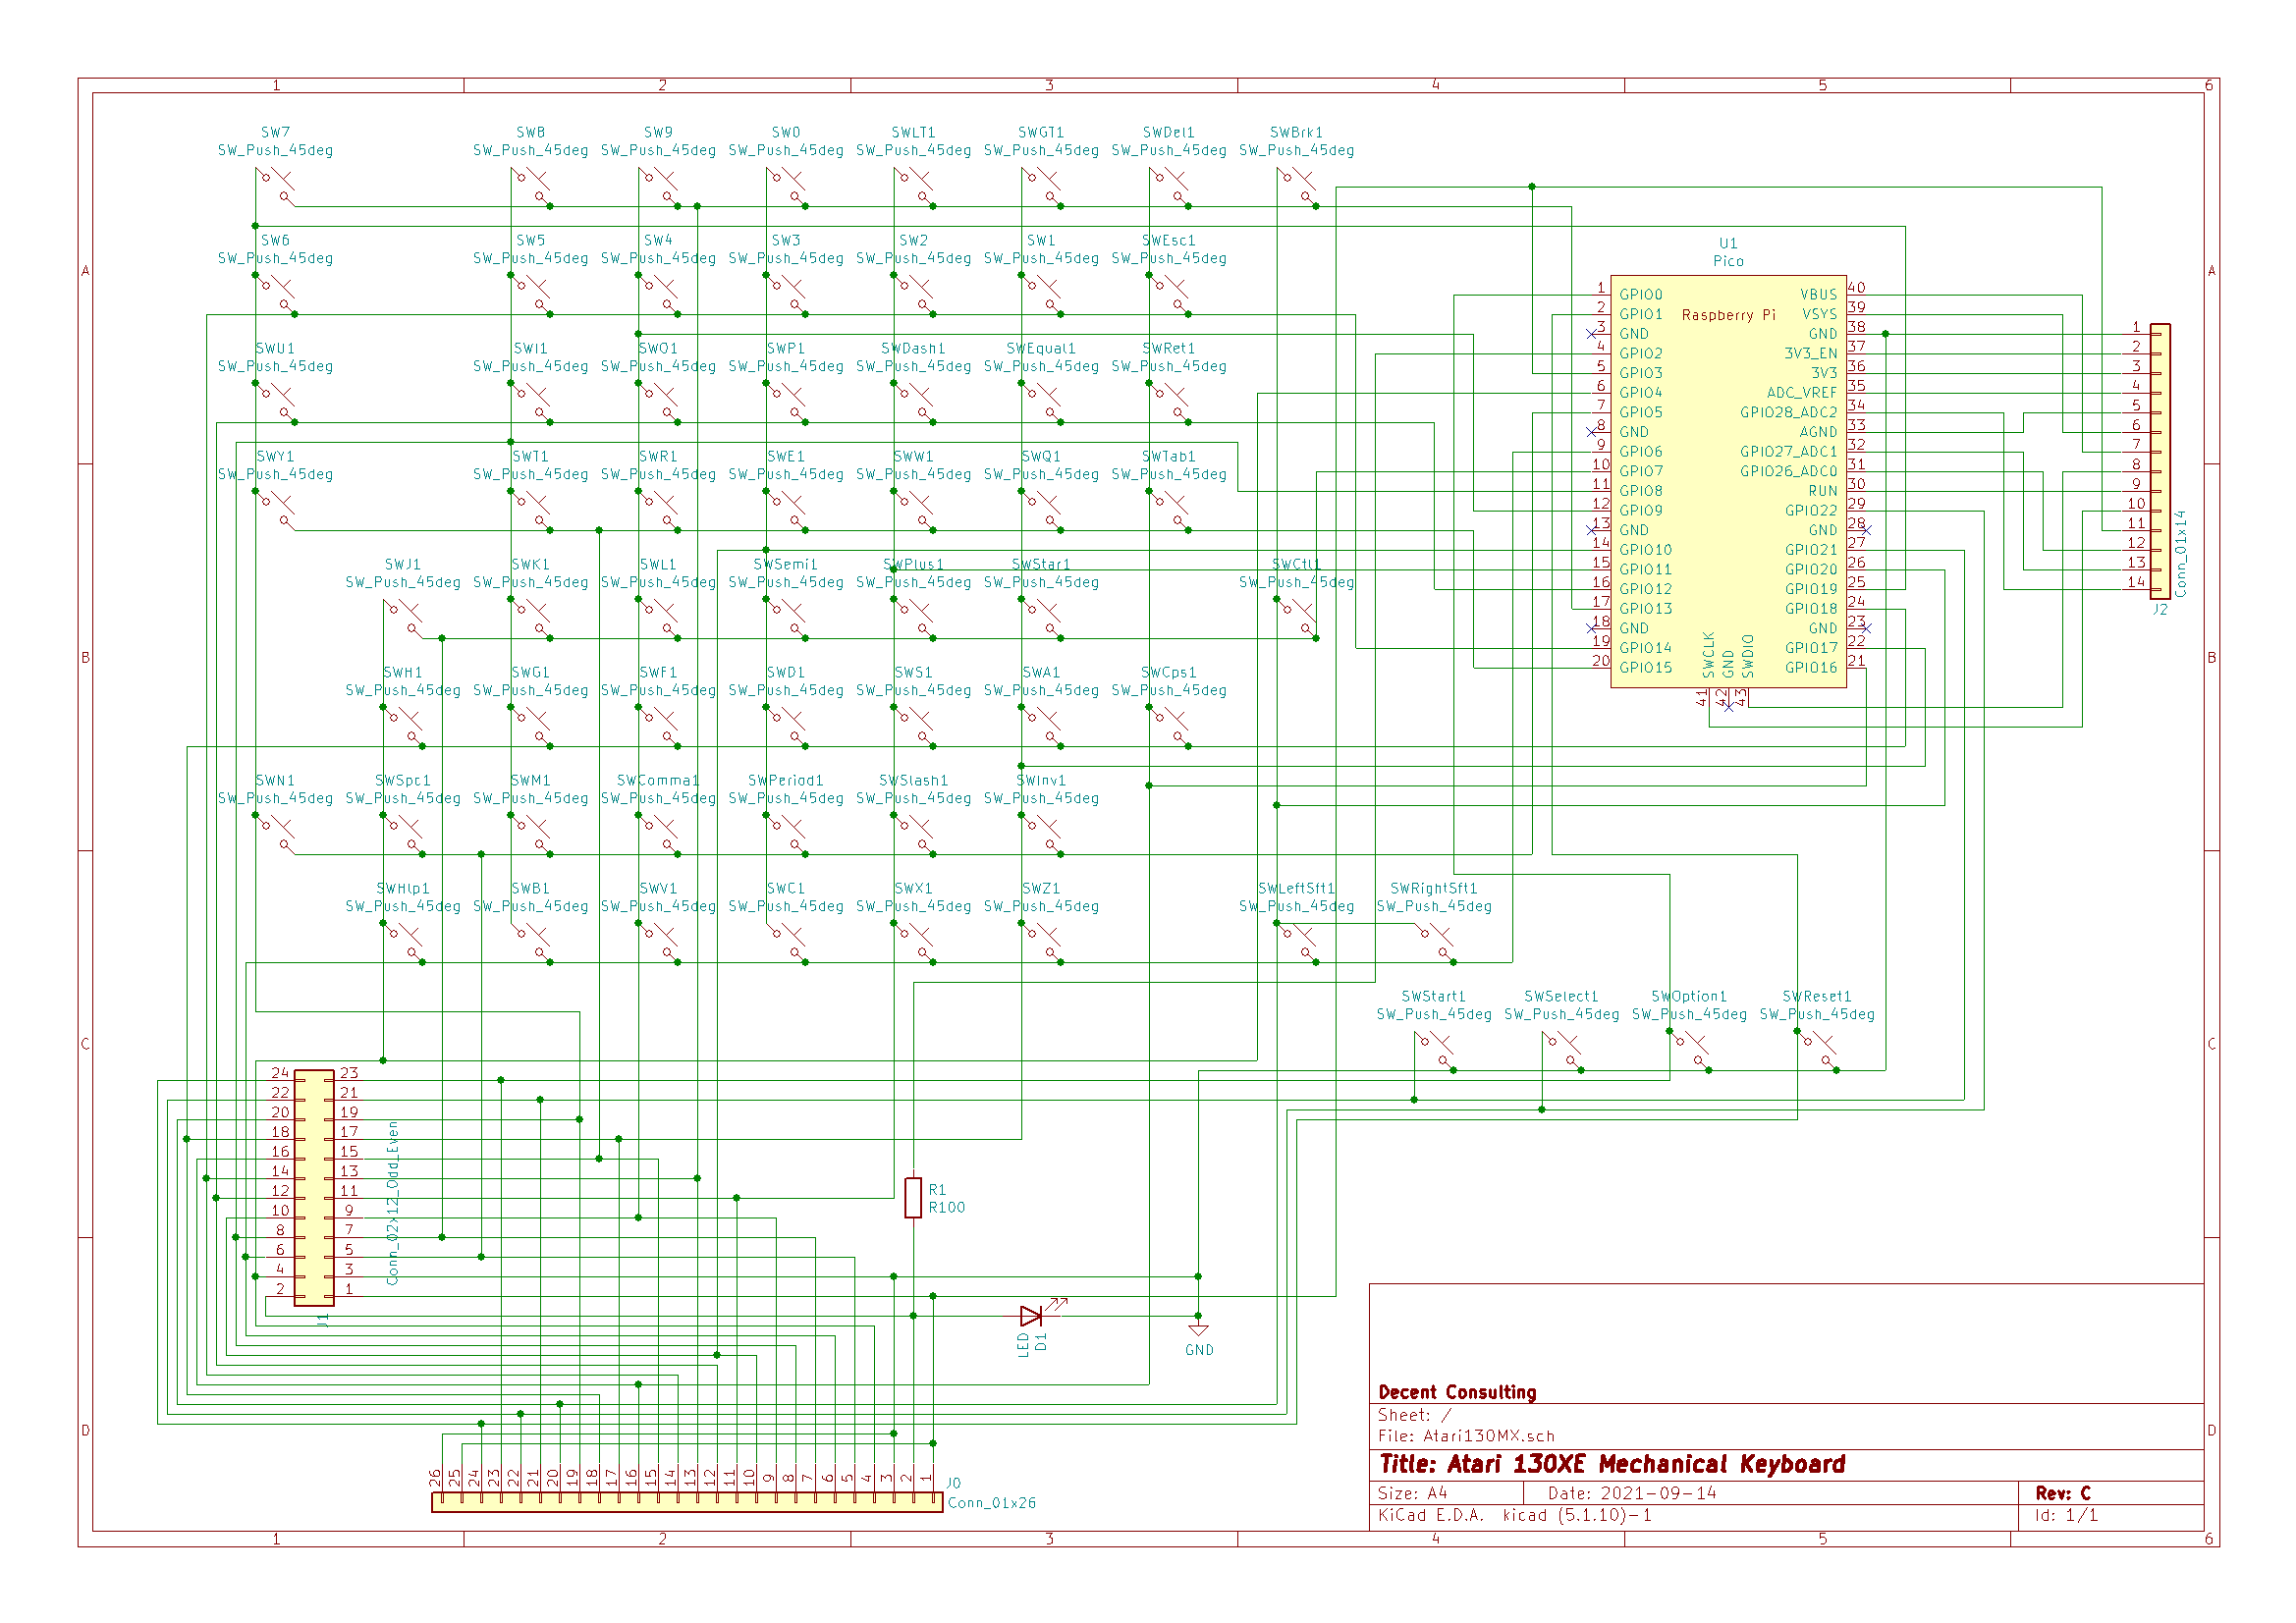 1 2 3 4 5 6
SW7 SW8 SW9 SW0 SWLT1 SWGT1 SWDel1 SWBrk1
SW_Push_45deg SW_Push_45deg SW_Push_45deg SW_Push_45deg SW_Push_45deg SW_Push_45deg SW_Push_45deg SW_Push_45deg
SW6 SW5 SW4 SW3 SW2 SW1 SWEsc1
SW_Push_45deg SW_Push_45deg SW_Push_45deg SW_Push_45deg SW_Push_45deg SW_Push_45deg SW_Push_45deg
A A
SWU1 SWI1 SWO1 SWP1 SWDash1 SWEqual1 SWRet1
SW_Push_45deg SW_Push_45deg SW_Push_45deg SW_Push_45deg SW_Push_45deg SW_Push_45deg SW_Push_45deg
SWY1 SWT1 SWR1 SWE1 SWW1 SWQ1 SWTab1
SW_Push_45deg SW_Push_45deg SW_Push_45deg SW_Push_45deg SW_Push_45deg SW_Push_45deg SW_Push_45deg
SWJ1 SWK1 SWL1 SWSemi1 SWPlus1 SWStar1 SWCtl1
SW_Push_45deg SW_Push_45deg SW_Push_45deg SW_Push_45deg SW_Push_45deg SW_Push_45deg SW_Push_45deg
B B
SWH1 SWG1 SWF1 SWD1 SWS1 SWA1 SWCps1
SW_Push_45deg SW_Push_45deg SW_Push_45deg SW_Push_45deg SW_Push_45deg SW_Push_45deg SW_Push_45deg
SWN1 SWSpc1 SWM1 SWComma1 SWPeriod1 SWSlash1 SWInv1
SW_Push_45deg SW_Push_45deg SW_Push_45deg SW_Push_45deg SW_Push_45deg SW_Push_45deg SW_Push_45deg
SWHlp1 SWB1 SWV1 SWC1 SWX1 SWZ1 SWLeftSft1 SWRightSft1
SW_Push_45deg SW_Push_45deg SW_Push_45deg SW_Push_45deg SW_Push_45deg SW_Push_45deg SW_Push_45deg SW_Push_45deg
SWStart1 SWSelect1 SWOption1 SWReset1
SW_Push_45deg SW_Push_45deg SW_Push_45deg SW_Push_45deg
C C
U1
Pico
Raspberry Pi
1 GPIO0 VBUS 40
2 GPIO1 VSYS 39
3 GND GND 38
4 GPIO2 3V3_EN 37
5 GPIO3 3V3 36
6 GPIO4 ADC_VREF 35
7 GPIO5 GPIO28_ADC2 34
8 GND AGND 33
9 GPIO6 GPIO27_ADC1 32
10 GPIO7 GPIO26_ADC0 31
11 GPIO8 RUN 30
12 GPIO9 GPIO22 29
13 GND GND 28
14 GPIO10 GPIO21 27
15 GPIO11 GPIO20 26
16 GPIO12 GPIO19 25
17 GPIO13 GPIO18 24
18 GND GND 23
19 GPIO14 GPIO17 22
20 GPIO15 GPIO16 21
SWCLK GND SWDIO
41 42 43
1
2
3
4
5
6
7
8
9
10
11
12
13
14
Conn_01x14
J2
24 23
22 21
20 19
18 17
16 15
14 13
12 11
10 9
8 7
6 5
4 3
2 1
Conn_02x12_Odd_Even
J1
R1
R100
LED
D1
GND
D D
26 25 24 23 22 21 20 19 18 17 16 15 14 13 12 11 10 9 8 7 6 5 4 3 2 1
J0
Conn_01x26
Decent Consulting
Sheet: /
File: Atari130MX.sch
Title: Atari 130XE Mechanical Keyboard
Size: A4 Date: 2021-09-14 Rev: C
KiCad E.D.A. kicad (5.1.10)-1 Id: 1/1
1 2 3 4 5 6